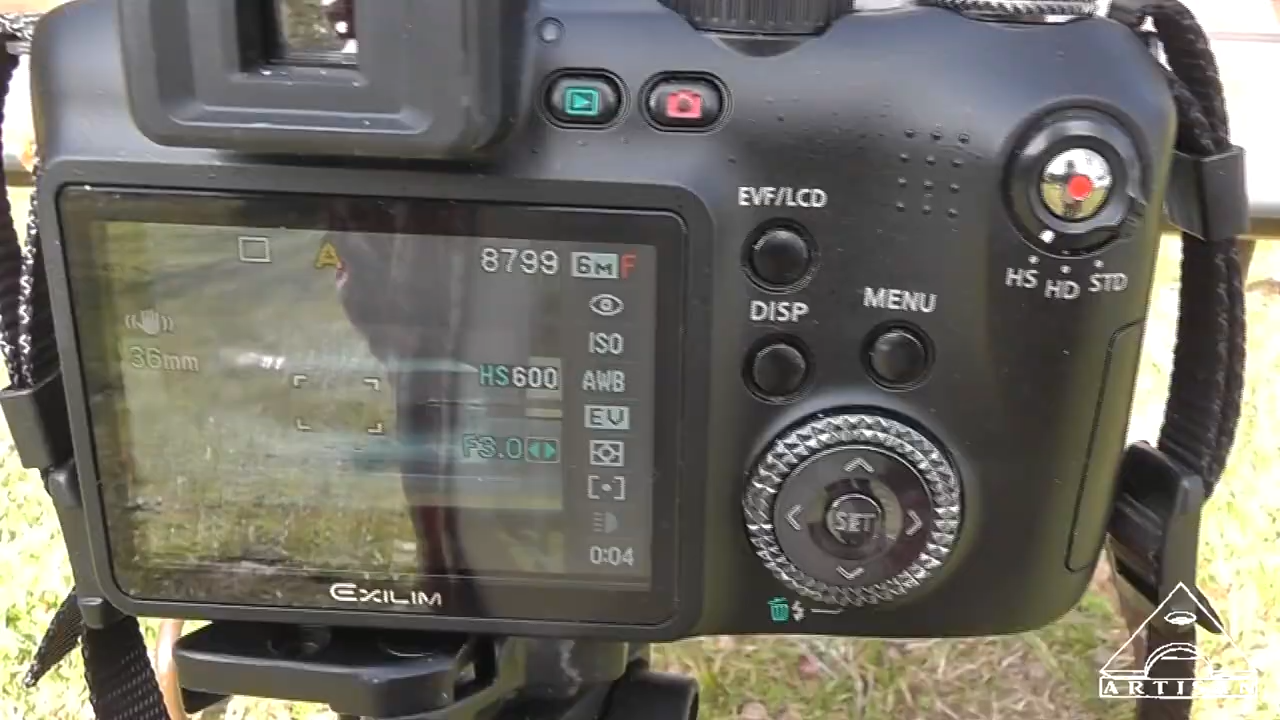 EVF/LCD
A 8799 6M F
HS HD STD
DISP MENU
ISO
36mm
HS600 AWB
EV
F3.0
SET
0:04
EXILIM